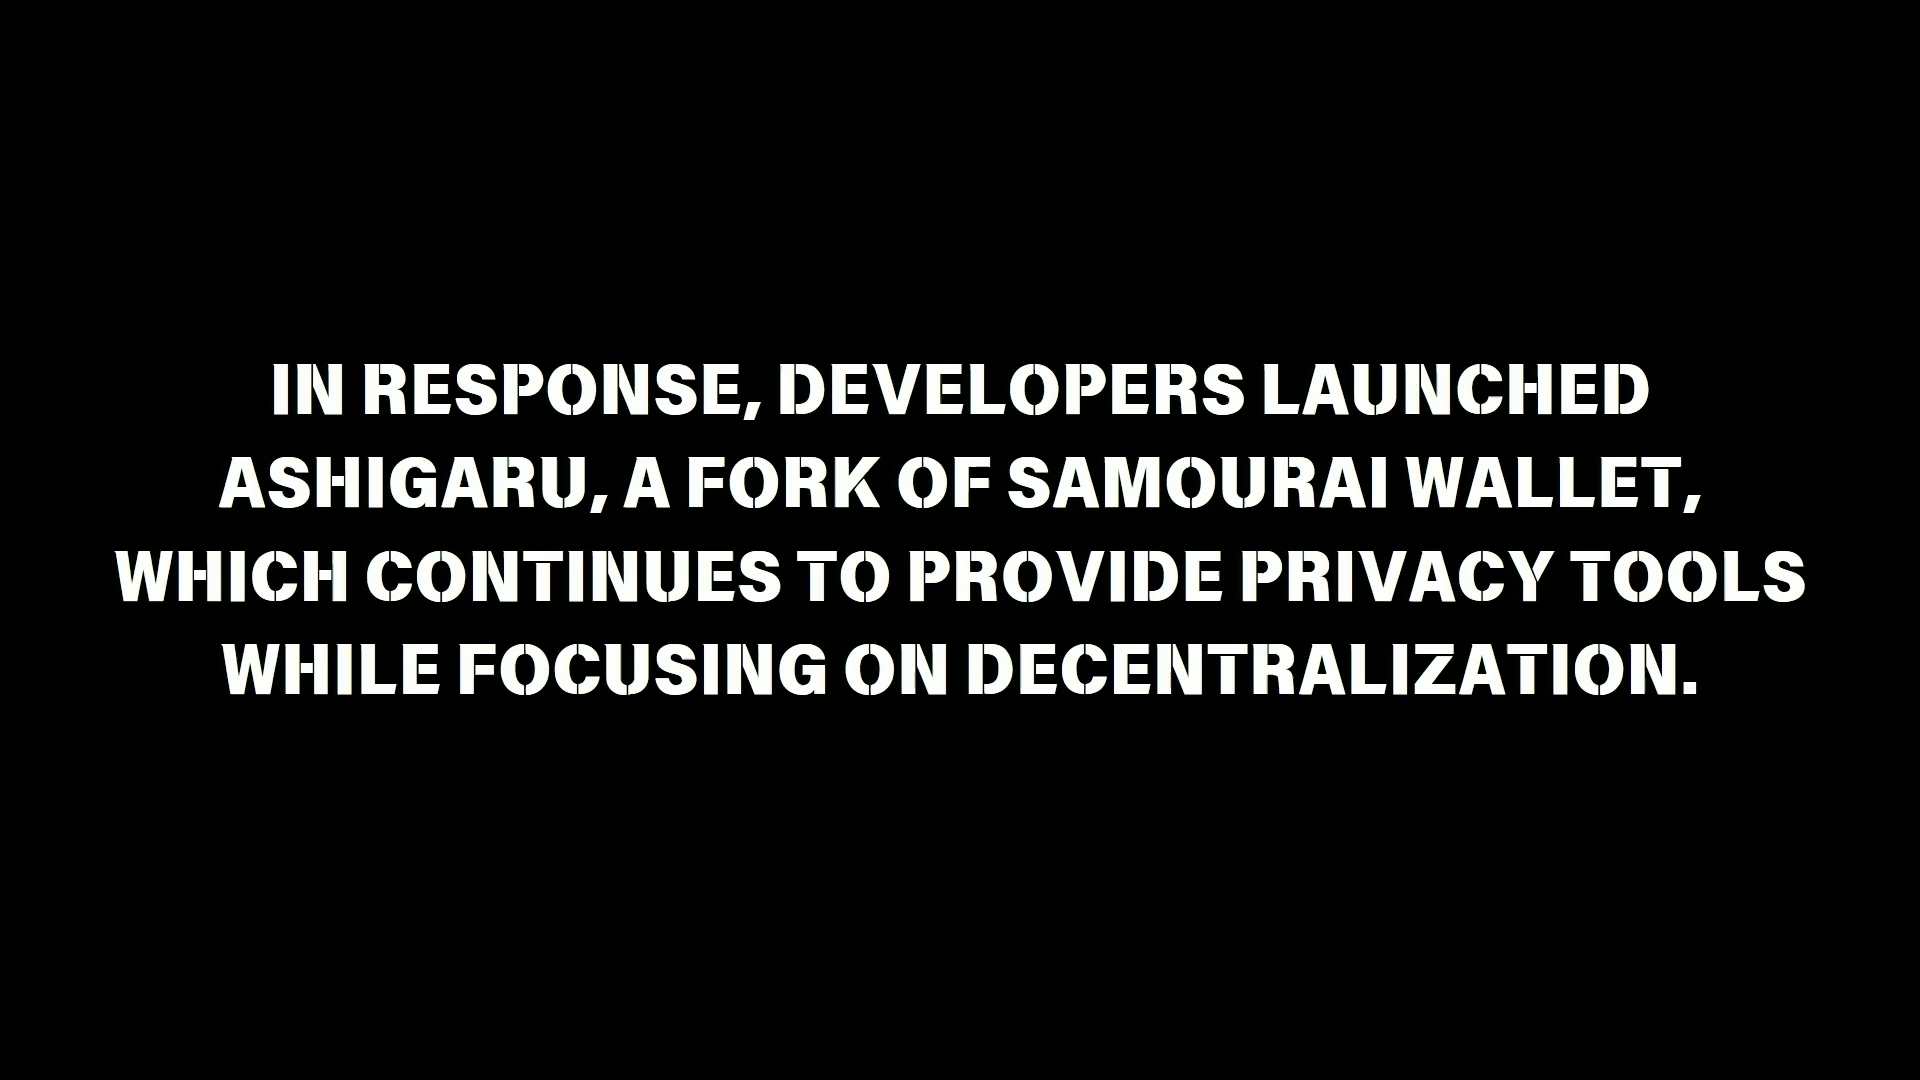 IN RESPONSE, DEVELOPERS LAUNCHED
ASHIGARU, A FORK OF SAMOURAI WALLET,
WHICH CONTINUES TO PROVIDE PRIVACY TOOLS
WHILE FOCUSING ON DECENTRALIZATION.